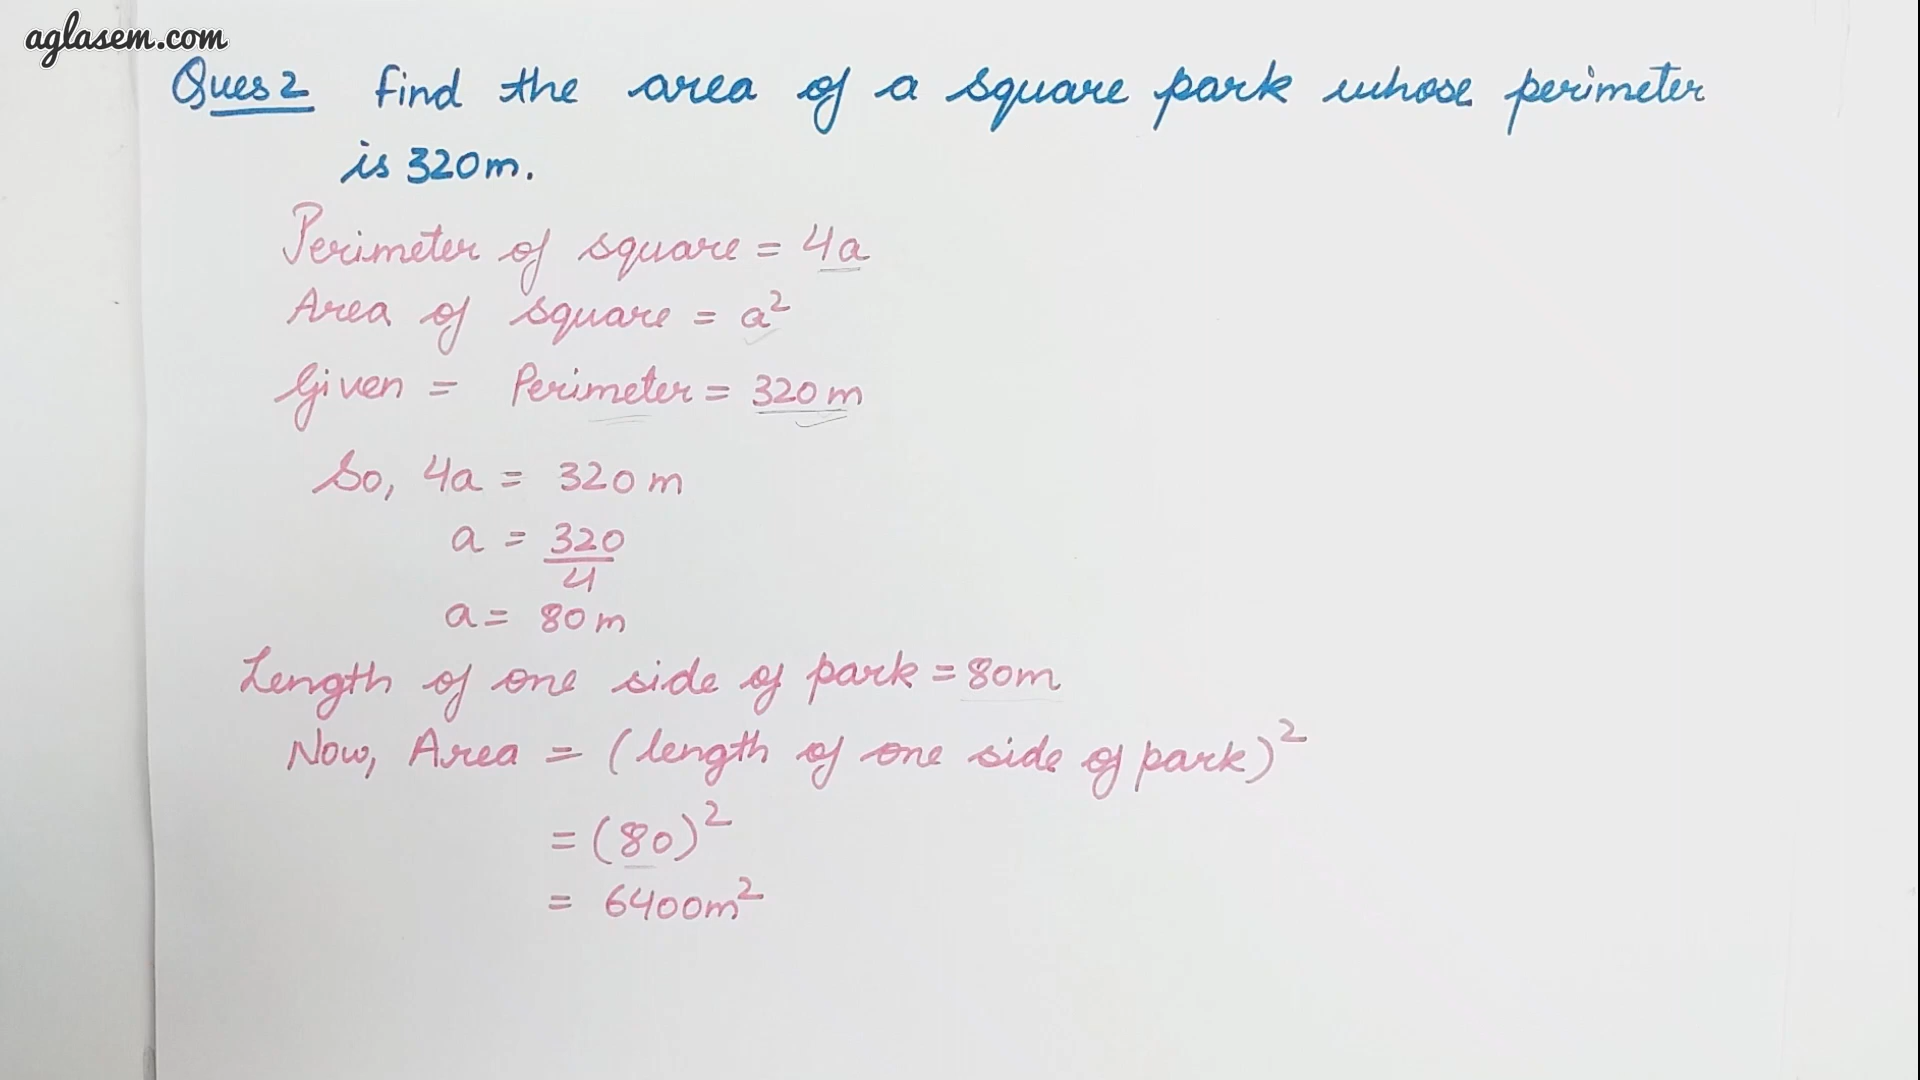 aglasem.com
Ques 2 Find the area of a square park whose perimeter
is 320m.
Perimeter of square = 4a
Area of square = a²
Given = Perimeter = 320 m
So, 4a = 320 m
a = 320
4
a = 80 m
Length of one side of park = 80m
Now, Area = (length of one side of park)²
= (80)²
= 6400m²